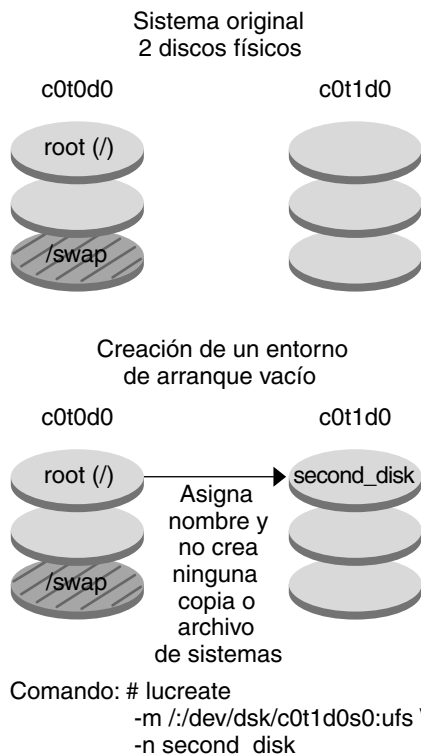 Sistema original
2 discos físicos
c0t0d0
c0t1d0
root (/)
/swap
Creación de un entorno
de arranque vacío
c0t0d0
c0t1d0
root (/)
second_disk
Asigna
nombre y
no crea
ninguna
copia o
archivo
de sistemas
/swap
Comando: # lucreate
-m /:/dev/dsk/c0t1d0s0:ufs \
-n second_disk